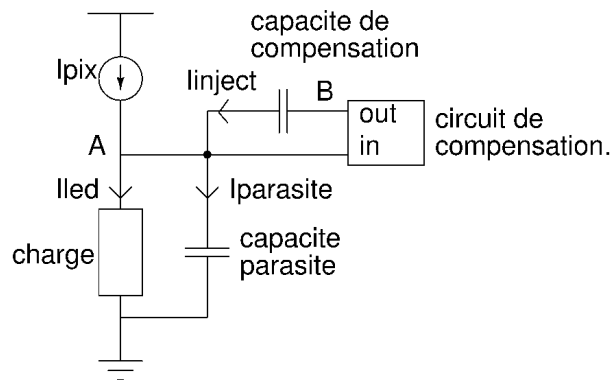 capacite de
compensation
Ipix
Iinject
B
out
in
circuit de
compensation.
A
Iled
Iparasite
charge
capacite
parasite